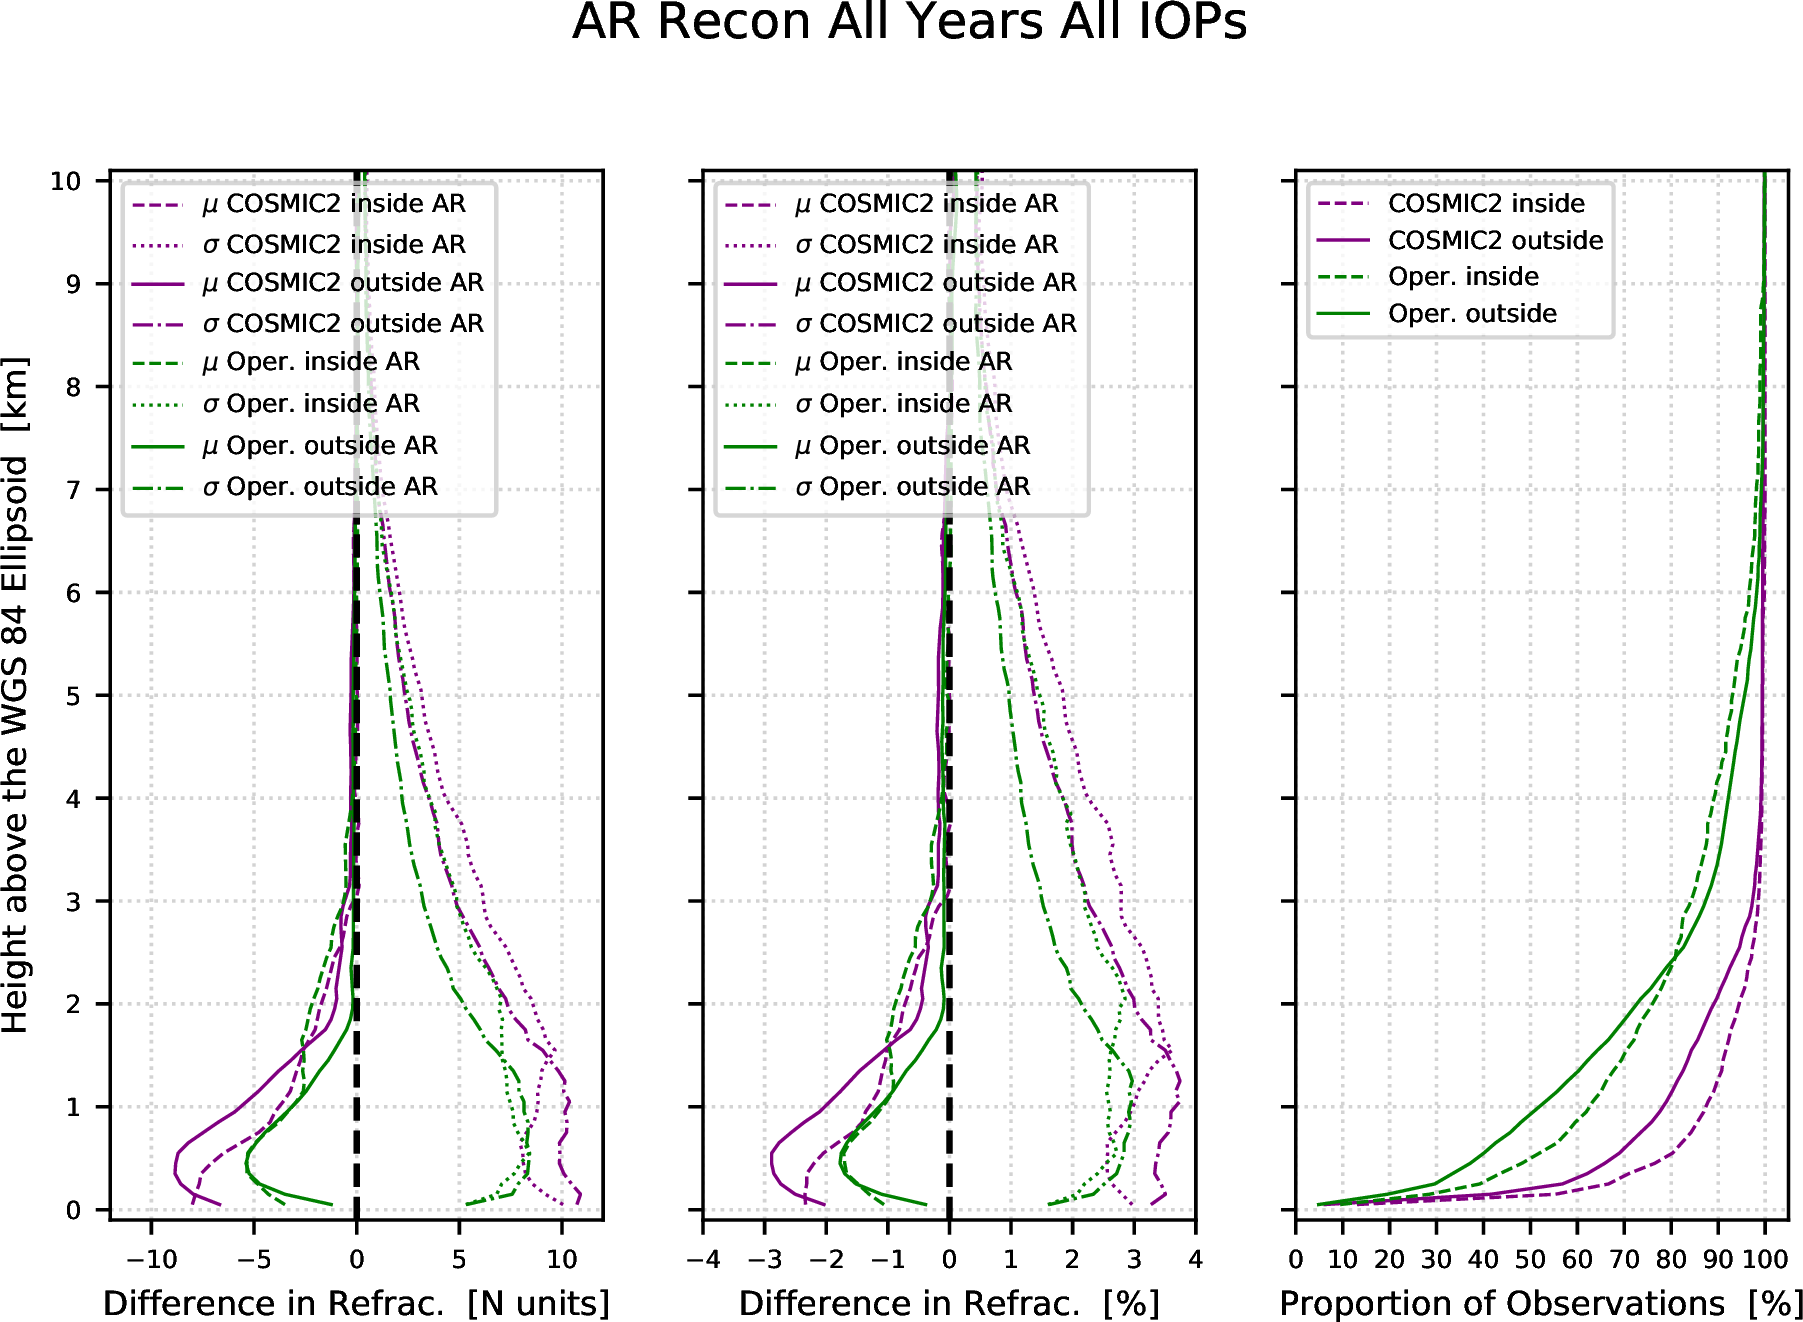 AR Recon All Years All IOPs
Height above the WGS 84 Ellipsoid [km]
10
9
8
7
6
5
4
3
2
1
0
μ COSMIC2 inside AR
σ COSMIC2 inside AR
μ COSMIC2 outside AR
σ COSMIC2 outside AR
μ Oper. inside AR
σ Oper. inside AR
μ Oper. outside AR
σ Oper. outside AR
−10 −5 0 5 10
Difference in Refrac. [N units]
μ COSMIC2 inside AR
σ COSMIC2 inside AR
μ COSMIC2 outside AR
σ COSMIC2 outside AR
μ Oper. inside AR
σ Oper. inside AR
μ Oper. outside AR
σ Oper. outside AR
−4 −3 −2 −1 0 1 2 3 4
Difference in Refrac. [%]
COSMIC2 inside
COSMIC2 outside
Oper. inside
Oper. outside
0 10 20 30 40 50 60 70 80 90 100
Proportion of Observations [%]